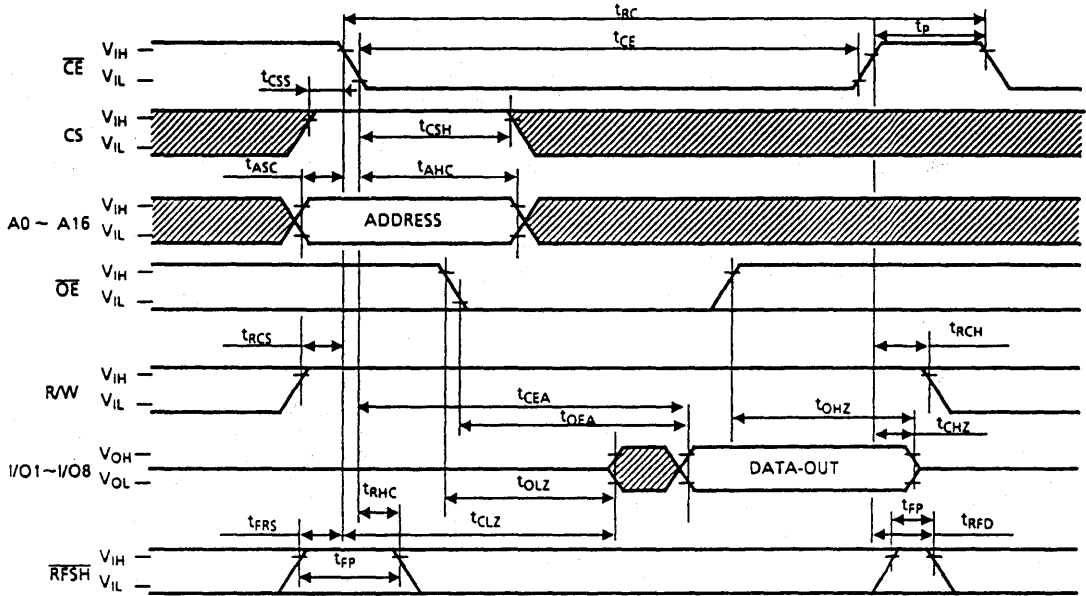 tRC
tCE
tP
CE
VIH
VIL
tCSS
CS
VIH
VIL
tCSH
tASC
tAHC
A0 ~ A16
VIH
VIL
ADDRESS
OE
VIH
VIL
tRCS
tRCH
R/W
VIH
VIL
tCEA
tOEA
tOHZ
tCHZ
I/O1~I/O8
VOH
VOL
DATA-OUT
tRHC
tOLZ
tFRS
tCLZ
tFP
tRFD
RFSH
VIH
VIL
tFP